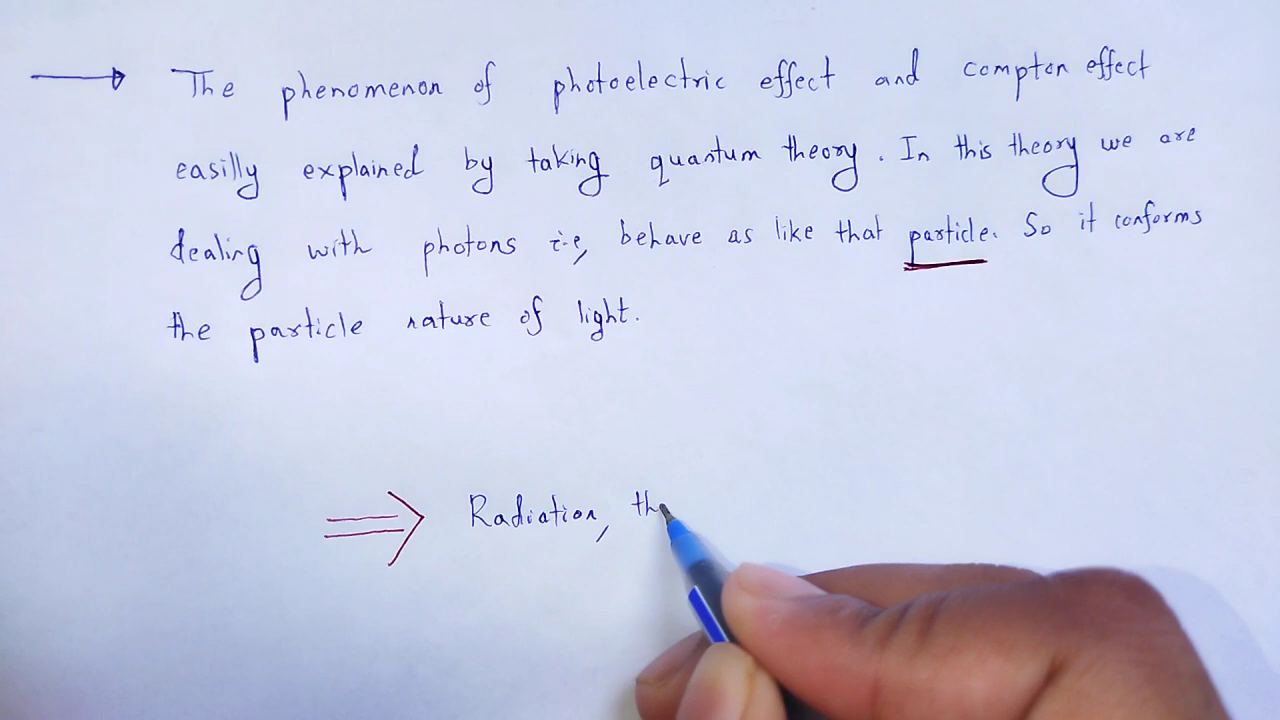 The phenomenon of photoelectric effect and compton effect
easilly explained by taking quantum theory. In this theory we are
dealing with photons i.e, behave as like that particle. So it conforms
the particle nature of light.
Radiation, th